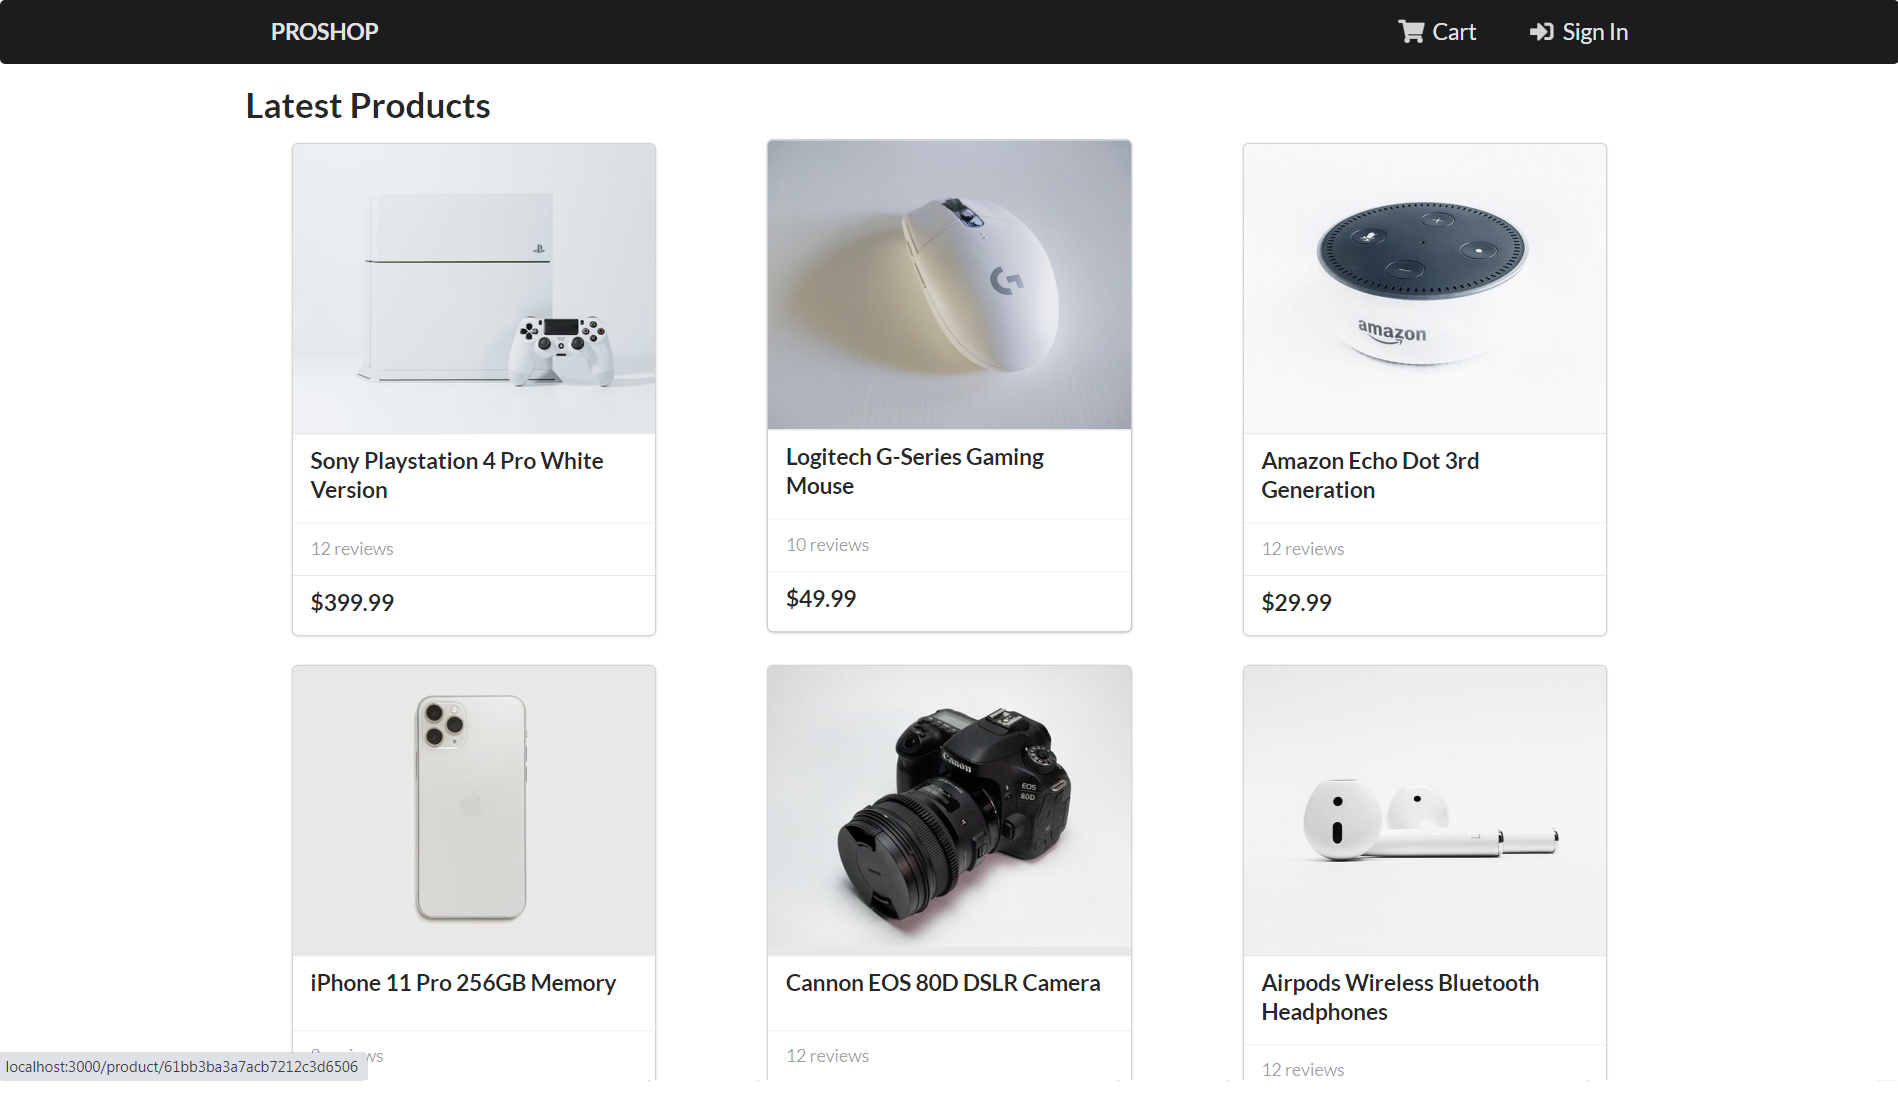 PROSHOP
Cart
Sign In
Latest Products
Sony Playstation 4 Pro White
Version
12 reviews
$399.99
G
Logitech G-Series Gaming
Mouse
10 reviews
$49.99
amazon
Amazon Echo Dot 3rd
Generation
12 reviews
$29.99
iPhone 11 Pro 256GB Memory
Canon
EOS
80D
A
Cannon EOS 80D DSLR Camera
12 reviews
L
Airpods Wireless Bluetooth
Headphones
12 reviews
localhost:3000/product/61bb3ba3a7acb7212c3d6506